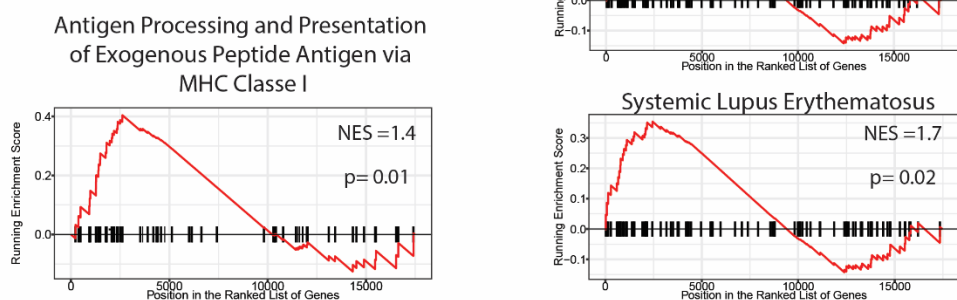 Antigen Processing and Presentation
of Exogenous Peptide Antigen via
MHC Classe I
Running Enrichment Score
0.4
0.2
0.0
NES =1.4
p= 0.01
0
5000
10000
15000
Position in the Ranked List of Genes
Running
0.0
−0.1
0
5000
10000
15000
Position in the Ranked List of Genes
Systemic Lupus Erythematosus
Running Enrichment Score
0.3
0.2
0.1
0.0
−0.1
NES =1.7
p= 0.02
0
5000
10000
15000
Position in the Ranked List of Genes